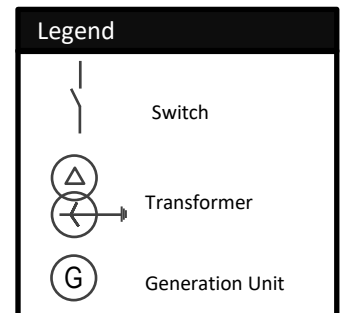 Legend
Switch
Transformer
G
Generation Unit